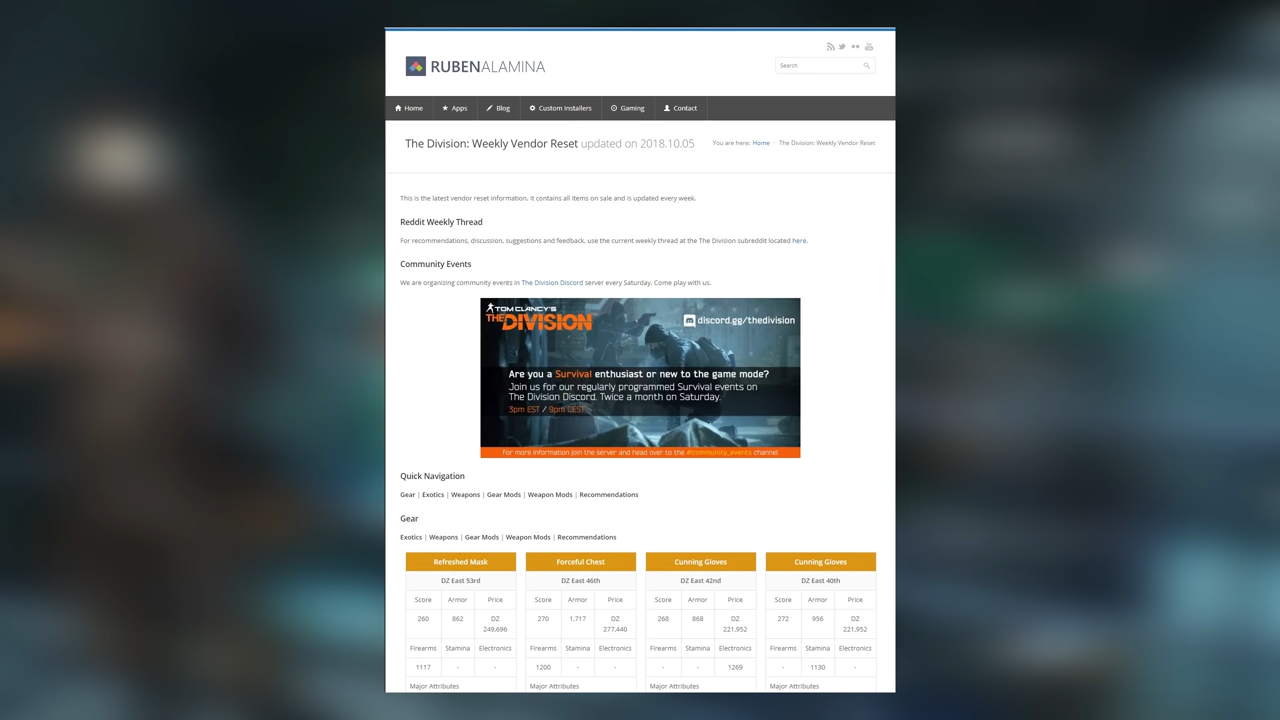 RUBENALAMINA
Search
Home
Apps
Blog
Custom Installers
Gaming
Contact
The Division: Weekly Vendor Reset updated on 2018.10.05
You are here: Home The Division: Weekly Vendor Reset
This is the latest vendor reset information. It contains all items on sale and is updated every week.
Reddit Weekly Thread
For recommendations, discussion, suggestions and feedback, use the current weekly thread at the The Division subreddit located here.
Community Events
We are organizing community events in The Division Discord server every Saturday. Come play with us.
TOM CLANCY'S
THE DIVISION
discord.gg/thedivision
Are you a Survival enthusiast or new to the game mode?
Join us for our regularly programmed Survival events on
The Division Discord. Twice a month on Saturday.
3pm EST / 9pm CEST
For more information join the server and head over to the #community_events channel
Quick Navigation
Gear | Exotics | Weapons | Gear Mods | Weapon Mods | Recommendations
Gear
Exotics | Weapons | Gear Mods | Weapon Mods | Recommendations
Refreshed Mask
DZ East 53rd
Score Armor Price
260 862 DZ
249,696
Firearms Stamina Electronics
1117 - -
Major Attributes
Forceful Chest
DZ East 46th
Score Armor Price
270 1,717 DZ
277,440
Firearms Stamina Electronics
1200 - -
Major Attributes
Cunning Gloves
DZ East 42nd
Score Armor Price
268 868 DZ
221,952
Firearms Stamina Electronics
- - 1269
Major Attributes
Cunning Gloves
DZ East 40th
Score Armor Price
272 956 DZ
221,952
Firearms Stamina Electronics
- 1130 -
Major Attributes